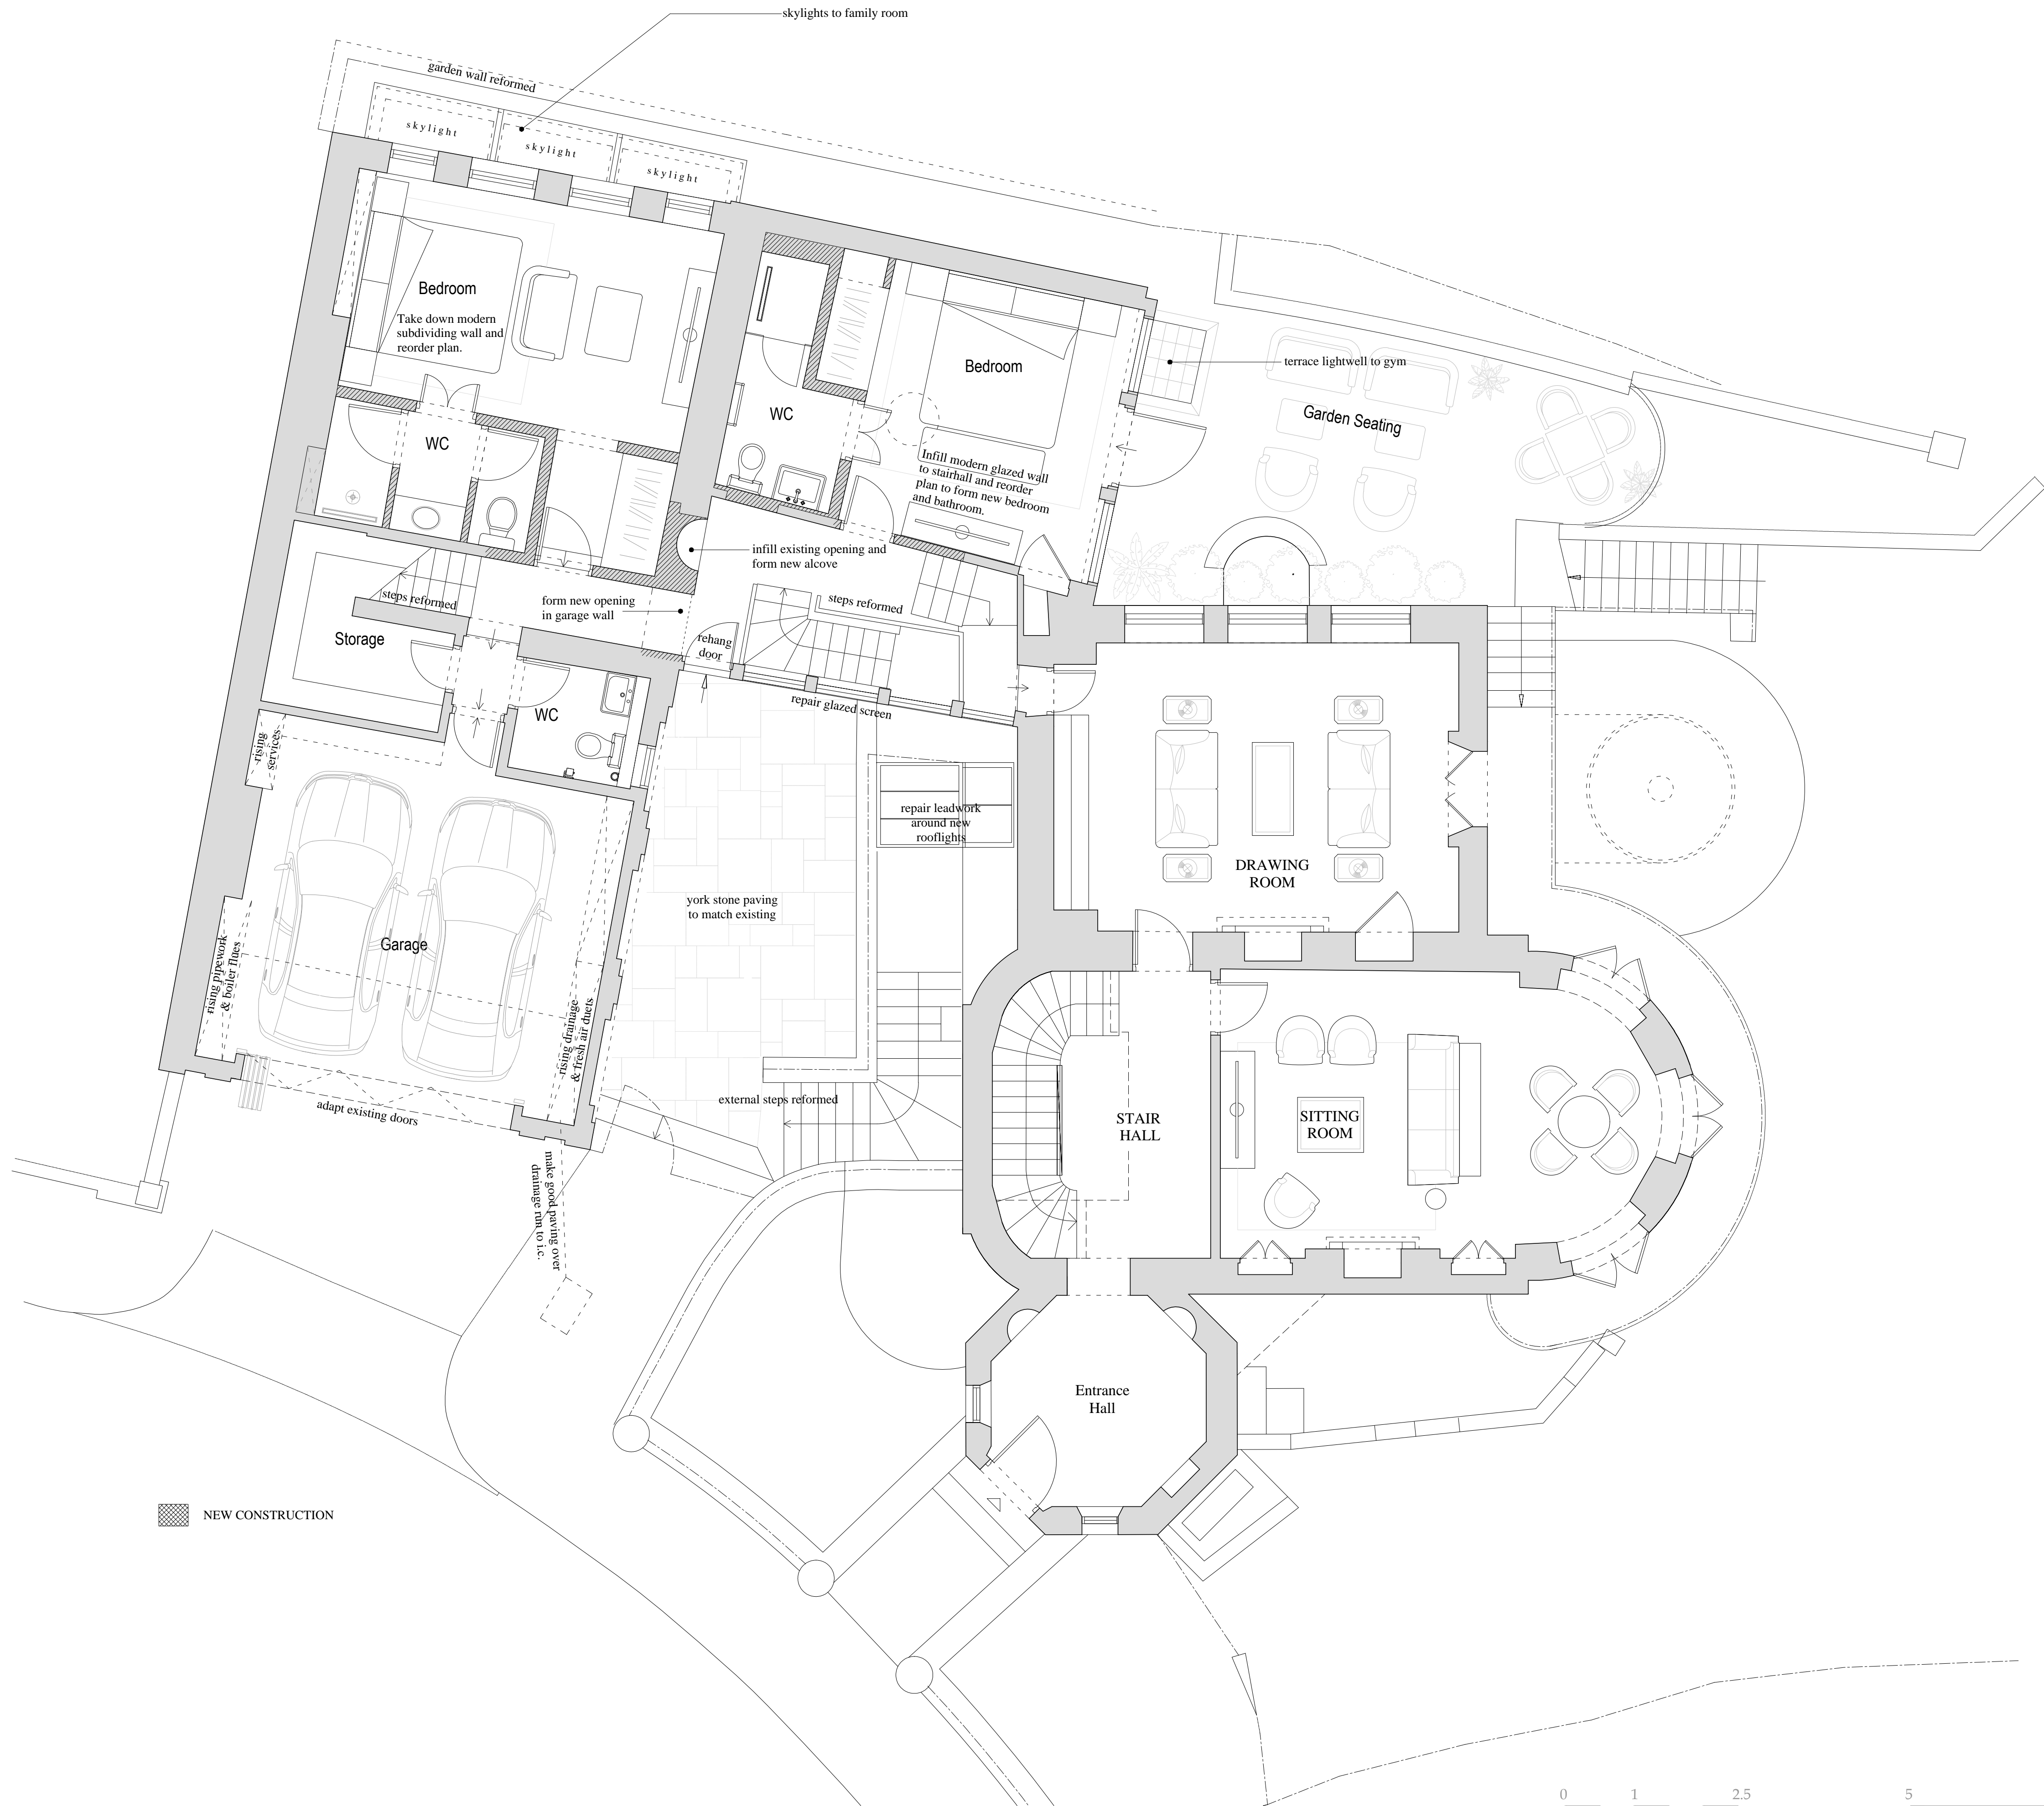 skylights to family room
garden wall reformed
skylight
skylight
skylight
Bedroom
Take down modern
subdividing wall and
reorder plan.
WC
WC
Bedroom
Infill modern glazed wall
to stairhall and reorder
plan to form new bedroom
and bathroom.
terrace lightwell to gym
Garden Seating
infill existing opening and
form new alcove
form new opening
in garage wall
steps reformed
steps reformed
Storage
rehang
door
repair glazed screen
WC
rising
services
repair leadwork
around new
rooflights
york stone paving
to match existing
Garage
rising pipework
& boiler flues
rising drainage
& fresh air duets
adapt existing doors
external steps reformed
make good paving over
drainage run to i.c.
DRAWING
ROOM
STAIR
HALL
SITTING
ROOM
Entrance
Hall
NEW CONSTRUCTION
0 1 2.5 5